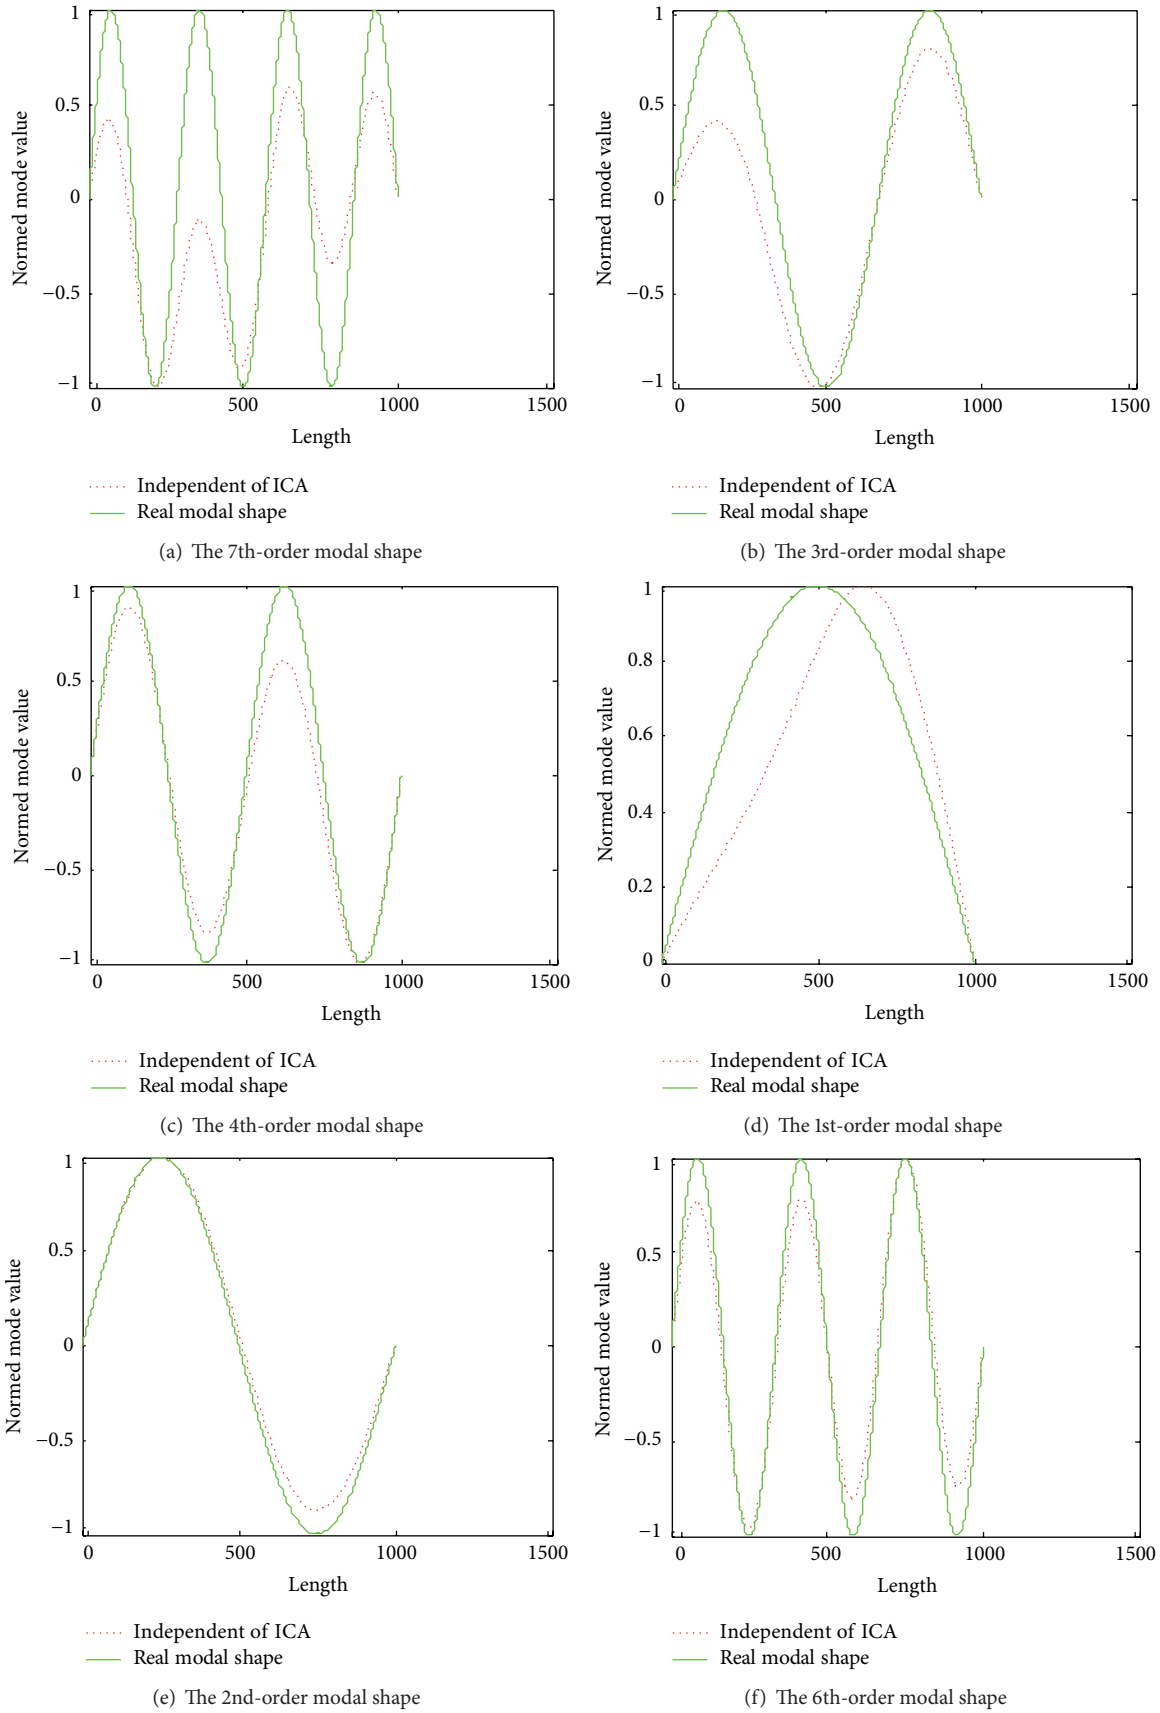 1
0.5
0
−0.5
−1
0
500
1000
1500
Normed mode value
Length
Independent of ICA
Real modal shape
(a) The 7th-order modal shape
1
0.5
0
−0.5
−1
0
500
1000
1500
Normed mode value
Length
Independent of ICA
Real modal shape
(b) The 3rd-order modal shape
1
0.5
0
−0.5
−1
0
500
1000
1500
Normed mode value
Length
Independent of ICA
Real modal shape
(c) The 4th-order modal shape
1
0.8
0.6
0.4
0.2
0
0
500
1000
1500
Normed mode value
Length
Independent of ICA
Real modal shape
(d) The 1st-order modal shape
1
0.5
0
−0.5
−1
0
500
1000
1500
Normed mode value
Length
Independent of ICA
Real modal shape
(e) The 2nd-order modal shape
1
0.5
0
−0.5
−1
0
500
1000
1500
Normed mode value
Length
Independent of ICA
Real modal shape
(f) The 6th-order modal shape